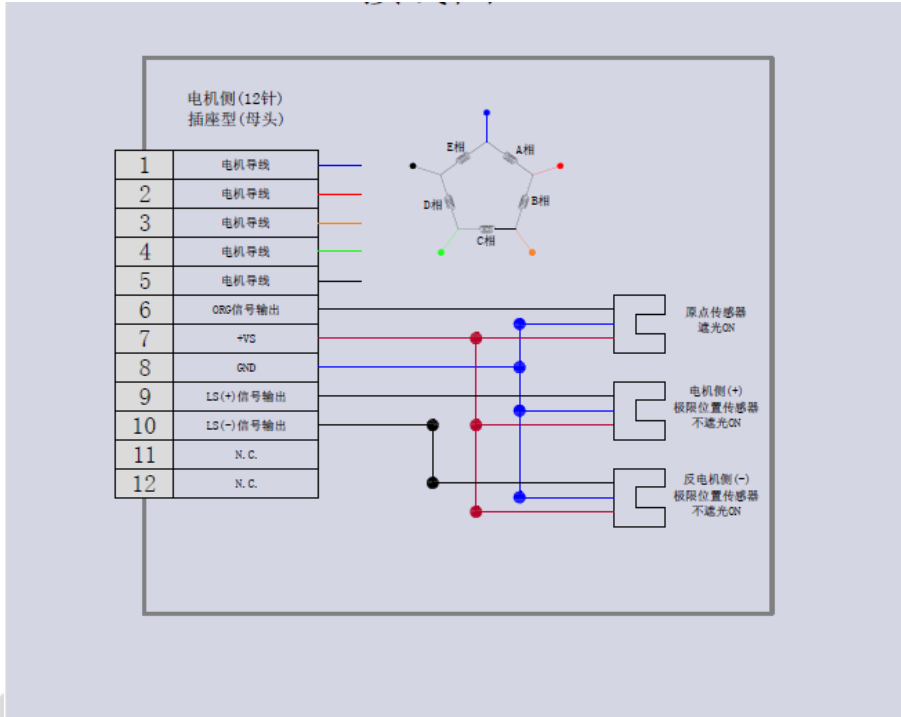 电机侧(12针)
插座型(母头)
E相
A相
D相
B相
C相
1 电机导线
2 电机导线
3 电机导线
4 电机导线
5 电机导线
6 ORG信号输出
7 +VS
8 GND
9 LS(+)信号输出
10 LS(-)信号输出
11 N.C.
12 N.C.
原点传感器
遮光ON
电机侧(+)
极限位置传感器
不遮光ON
反电机侧(-)
极限位置传感器
不遮光ON